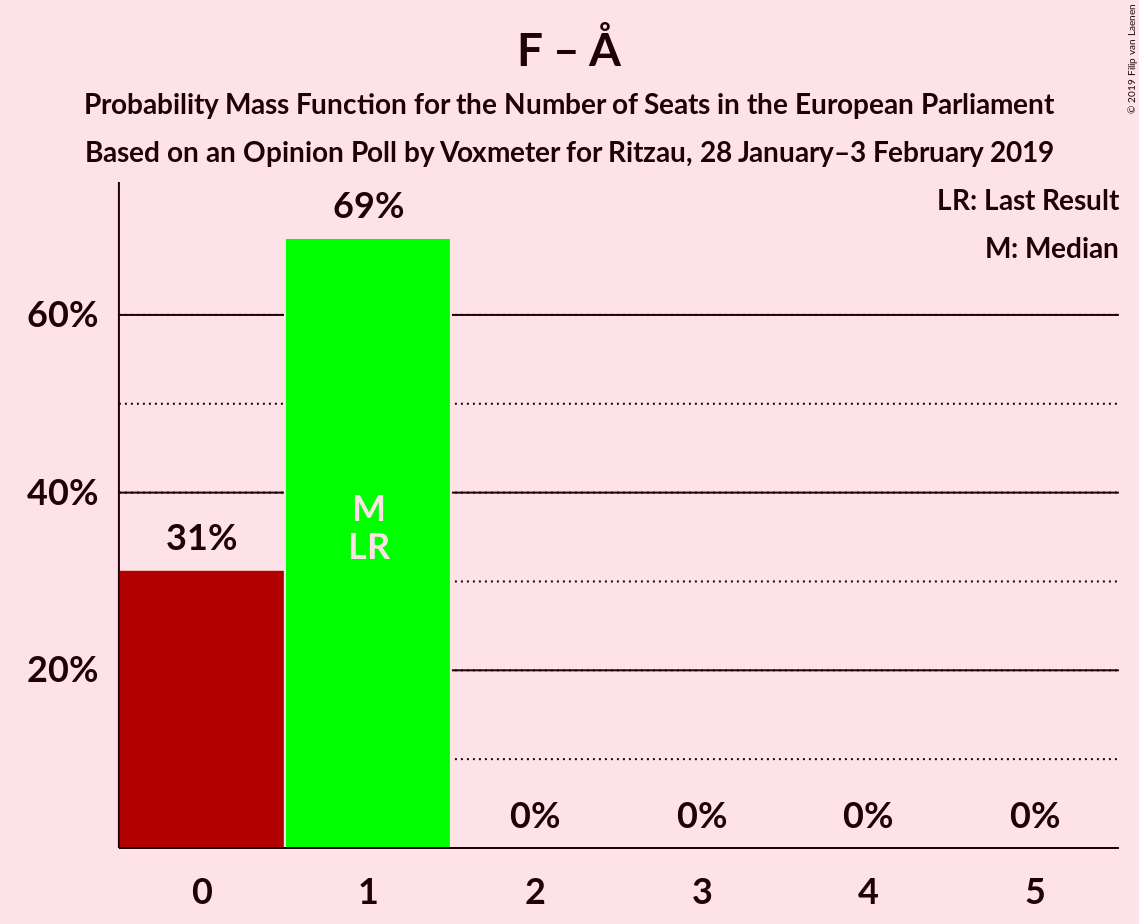 F – Å
Probability Mass Function for the Number of Seats in the European Parliament
Based on an Opinion Poll by Voxmeter for Ritzau, 28 January–3 February 2019
© 2019 Filip van Laenen
LR: Last Result
M: Median
69%
60%
40%
M
LR
31%
20%
0% 0% 0% 0%
0 1 2 3 4 5